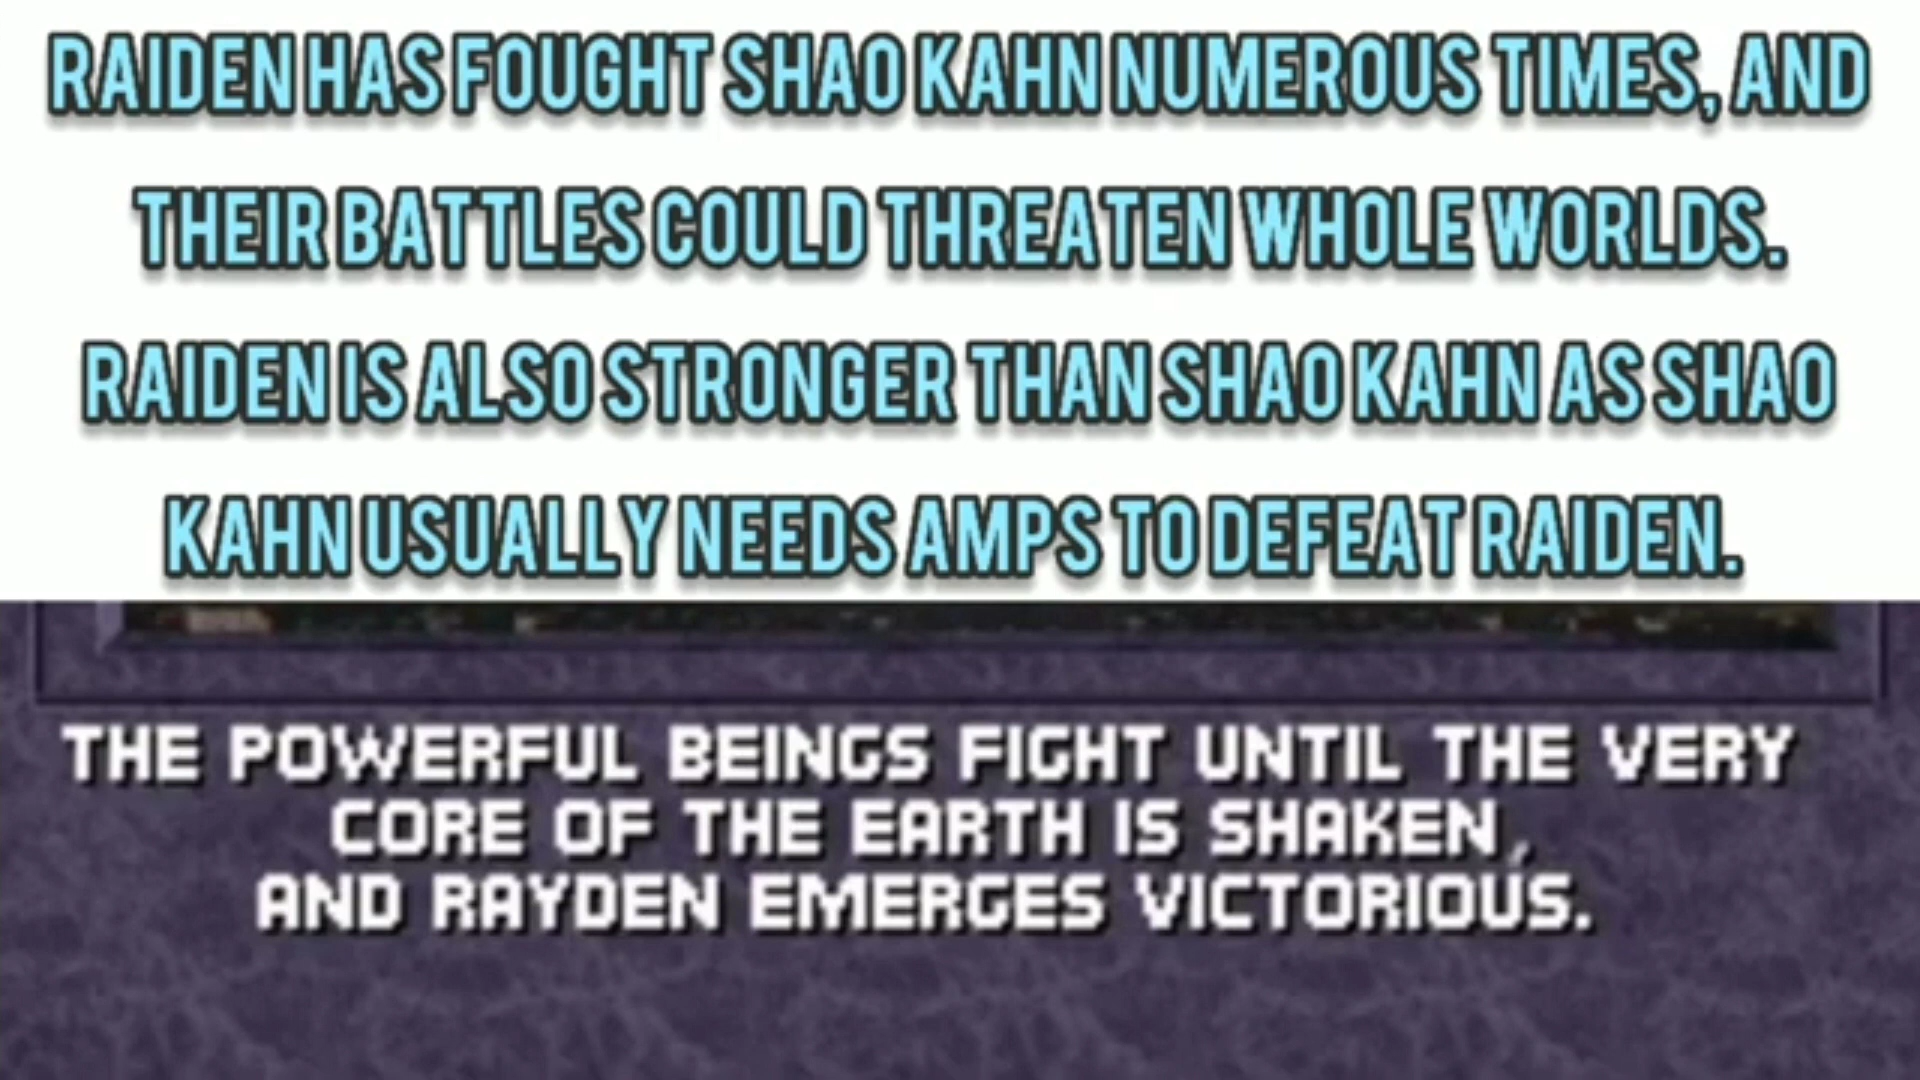 RAIDEN HAS FOUGHT SHAO KAHN NUMEROUS TIMES, AND
THEIR BATTLES COULD THREATEN WHOLE WORLDS.
RAIDEN IS ALSO STRONGER THAN SHAO KAHN AS SHAO
KAHN USUALLY NEEDS AMPS TO DEFEAT RAIDEN.
THE POWERFUL BEINGS FIGHT UNTIL THE VERY
CORE OF THE EARTH IS SHAKEN,
AND RAYDEN EMERGES VICTORIOUS.